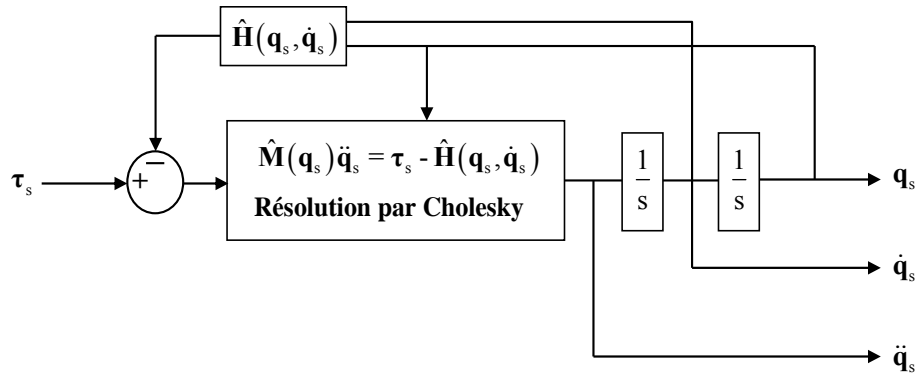 Ĥ(q_s, q̇_s)
−
τ_s
+
M̂(q_s)q̈_s = τ_s - Ĥ(q_s, q̇_s)
Résolution par Cholesky
1/s
1/s
q_s
q̇_s
q̈_s